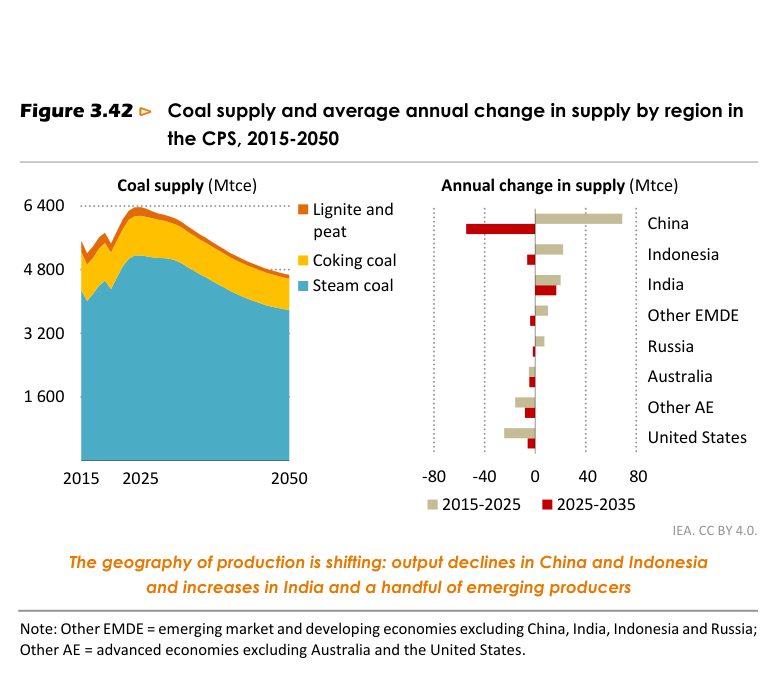 Figure 3.42 ▻ Coal supply and average annual change in supply by region in
the CPS, 2015-2050
Coal supply (Mtce)
6 400
4 800
3 200
1 600
2015 2025 2050
Lignite and
peat
Coking coal
Steam coal
Annual change in supply (Mtce)
China
Indonesia
India
Other EMDE
Russia
Australia
Other AE
United States
-80 -40 0 40 80
2015-2025 2025-2035
IEA. CC BY 4.0.
The geography of production is shifting: output declines in China and Indonesia
and increases in India and a handful of emerging producers
Note: Other EMDE = emerging market and developing economies excluding China, India, Indonesia and Russia;
Other AE = advanced economies excluding Australia and the United States.